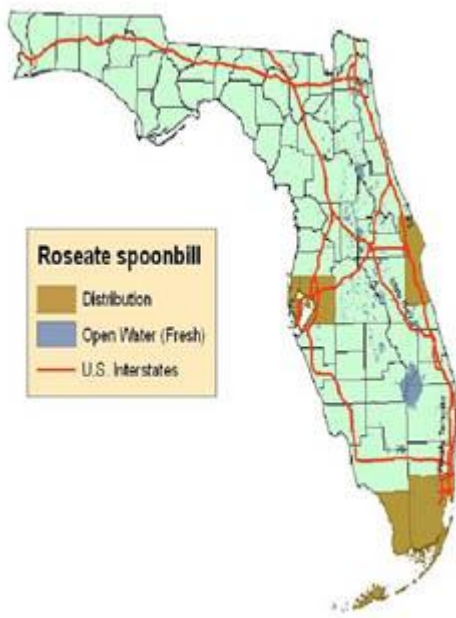 Roseate spoonbill
Distribution
Open Water (Fresh)
U.S. Interstates